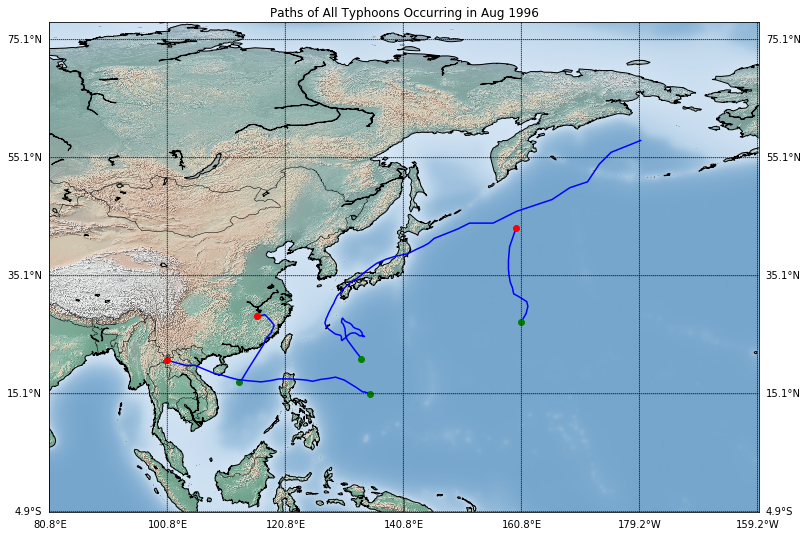 Paths of All Typhoons Occurring in Aug 1996
75.1°N 75.1°N
55.1°N 55.1°N
35.1°N 35.1°N
15.1°N 15.1°N
4.9°S 4.9°S
80.8°E 100.8°E 120.8°E 140.8°E 160.8°E 179.2°W 159.2°W